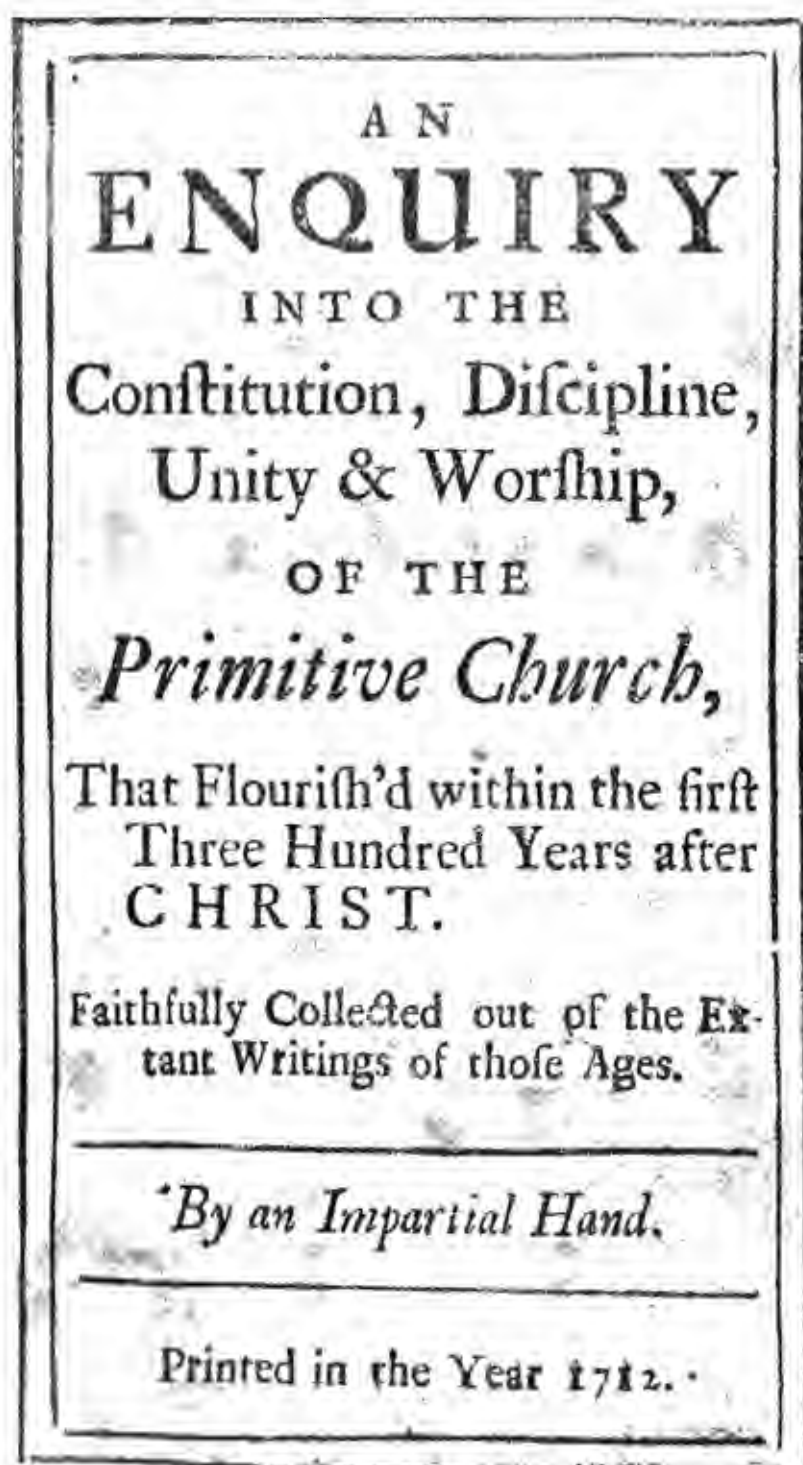 AN
ENQUIRY
INTO THE
Conſtitution, Diſcipline,
Unity & Worſhip,
OF THE
Primitive Church,
That Flouriſh'd within the firſt
Three Hundred Years after
CHRIST.
Faithfully Collected out of the Ex-
tant Writings of thoſe Ages.
By an Impartial Hand.
Printed in the Year 1712.